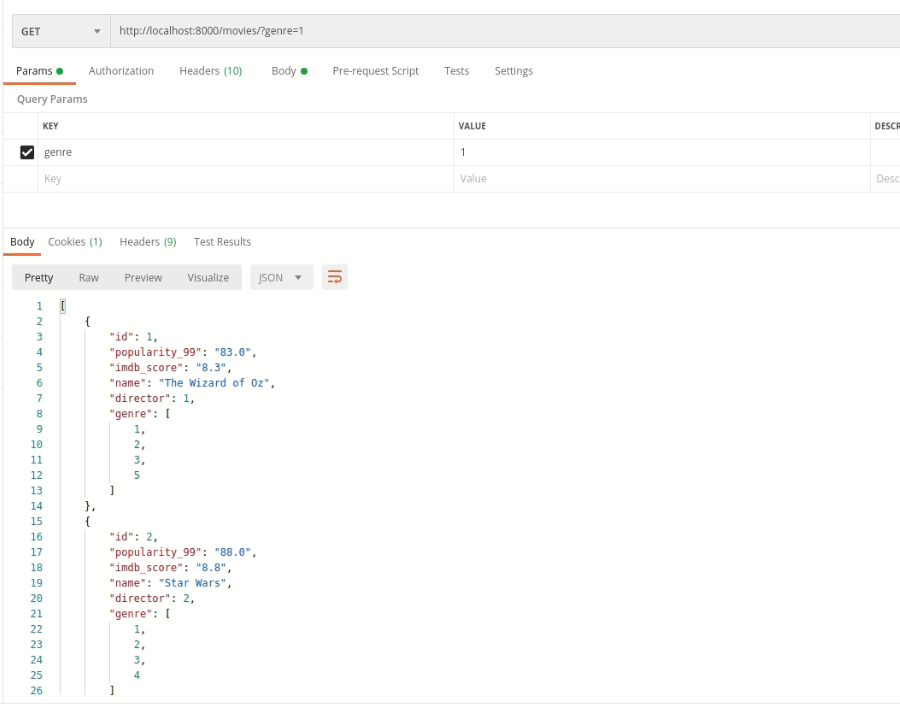 GET http://localhost:8000/movies/?genre=1
Params Authorization Headers (10) Body Pre-request Script Tests Settings
Query Params
KEY VALUE DESCR
genre 1
Key Value Desc
Body Cookies (1) Headers (9) Test Results
Pretty Raw Preview Visualize JSON
1 [
2 {
3 "id": 1,
4 "popularity_99": "83.0",
5 "imdb_score": "8.3",
6 "name": "The Wizard of Oz",
7 "director": 1,
8 "genre": [
9 1,
10 2,
11 3,
12 5
13 ]
14 },
15 {
16 "id": 2,
17 "popularity_99": "88.0",
18 "imdb_score": "8.8",
19 "name": "Star Wars",
20 "director": 2,
21 "genre": [
22 1,
23 2,
24 3,
25 4
26 ]